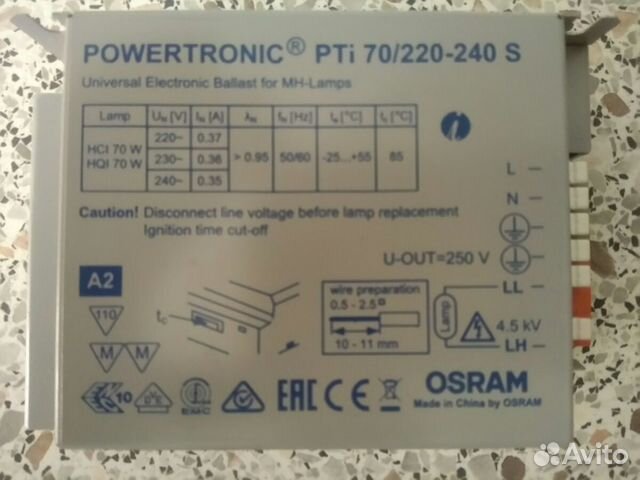 POWERTRONIC® PTi 70/220-240 S
Universal Electronic Ballast for MH-Lamps
Lamp U_N [V] I_N [A] λ_N f_N [Hz] t_a [°C] t_c [°C]
HCI 70 W
HQI 70 W
220~ 0.37
230~ 0.36
240~ 0.35
> 0.95 50/60 -25...+55 85
i
Caution! Disconnect line voltage before lamp replacement
Ignition time cut-off
L
N
U-OUT=250 V
LL
Lamp
4.5 kV
LH
A2
110
M M
t_c
wire preparation
0.5 - 2.5
10 - 11 mm
10
EMC
EAC CE
OSRAM
Made in China by OSRAM
Avito